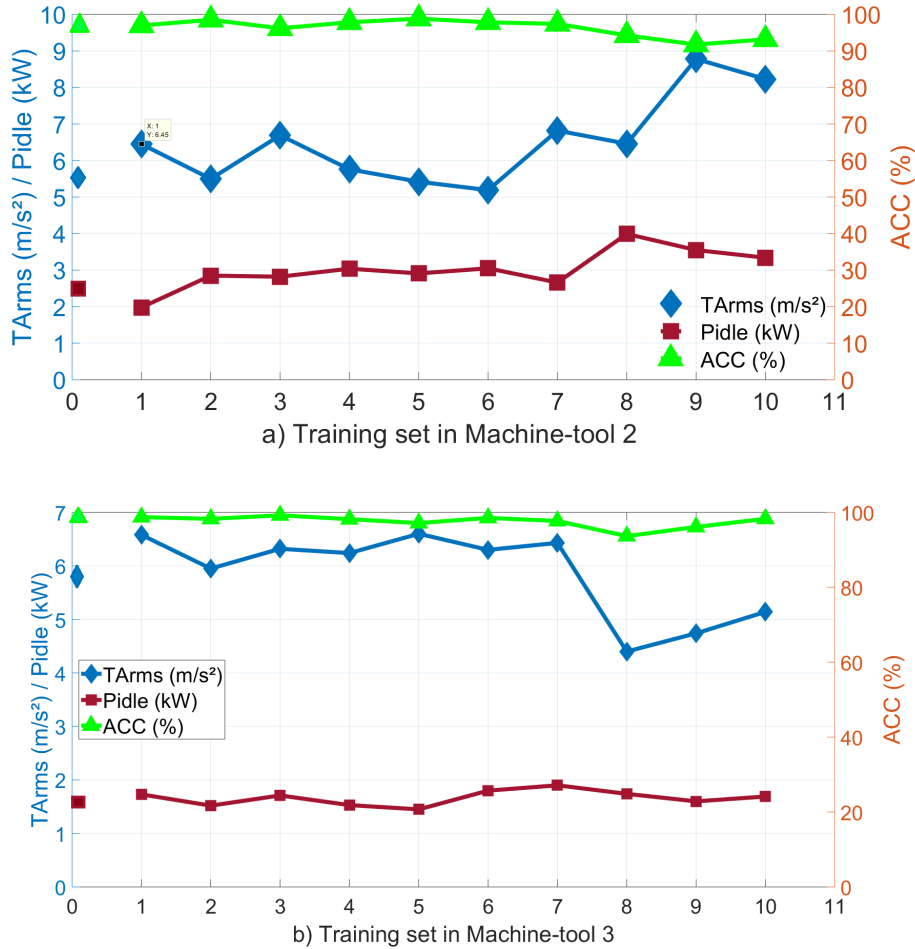 10
9
8
7
6
5
4
3
2
1
0
TArms (m/s²) / Pidle (kW)
100
90
80
70
60
50
40
30
20
10
0
ACC (%)
X: 1
Y: 6.45
TArms (m/s²)
Pidle (kW)
ACC (%)
0 1 2 3 4 5 6 7 8 9 10 11
a) Training set in Machine-tool 2
7
6
5
4
3
2
1
0
TArms (m/s²) / Pidle (kW)
100
80
60
40
20
0
ACC (%)
TArms (m/s²)
Pidle (kW)
ACC (%)
0 1 2 3 4 5 6 7 8 9 10 11
b) Training set in Machine-tool 3